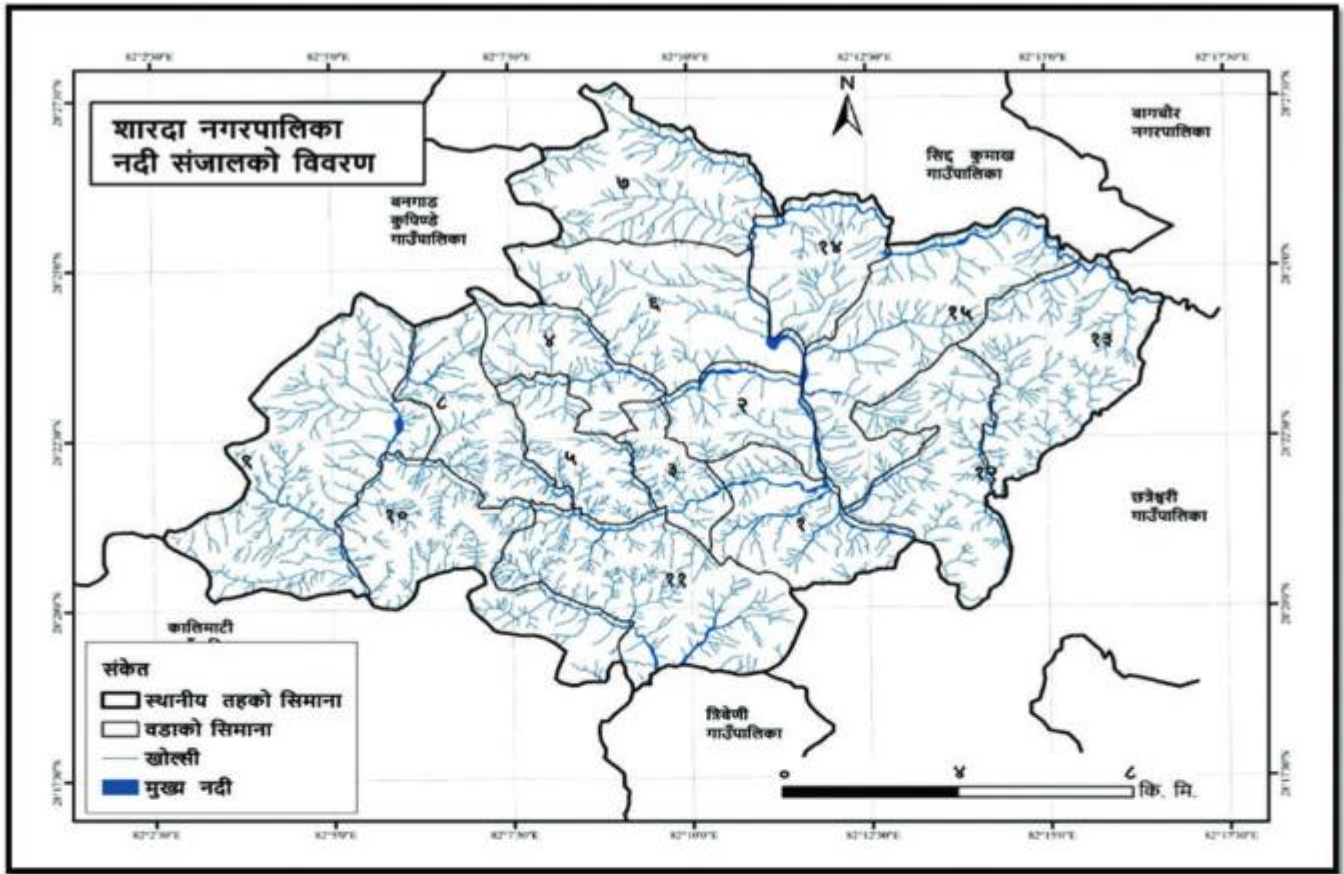 शारदा नगरपालिका
नदी संजालको विवरण
N
बागचौर
नगरपालिका
सिद्द कुमाख
गाउँपालिका
बनगाड
कुपिण्डे
गाउँपालिका
७
१४
६
१५
१३
४
८
२
५
३
९
१२
१०
१
११
छत्रेश्वरी
गाउँपालिका
कालिमाटी
त्रिवेणी
गाउँपालिका
संकेत
स्थानीय तहको सिमाना
वडाको सिमाना
खोल्सी
मुख्य नदी
० ४ ८
कि. मि.